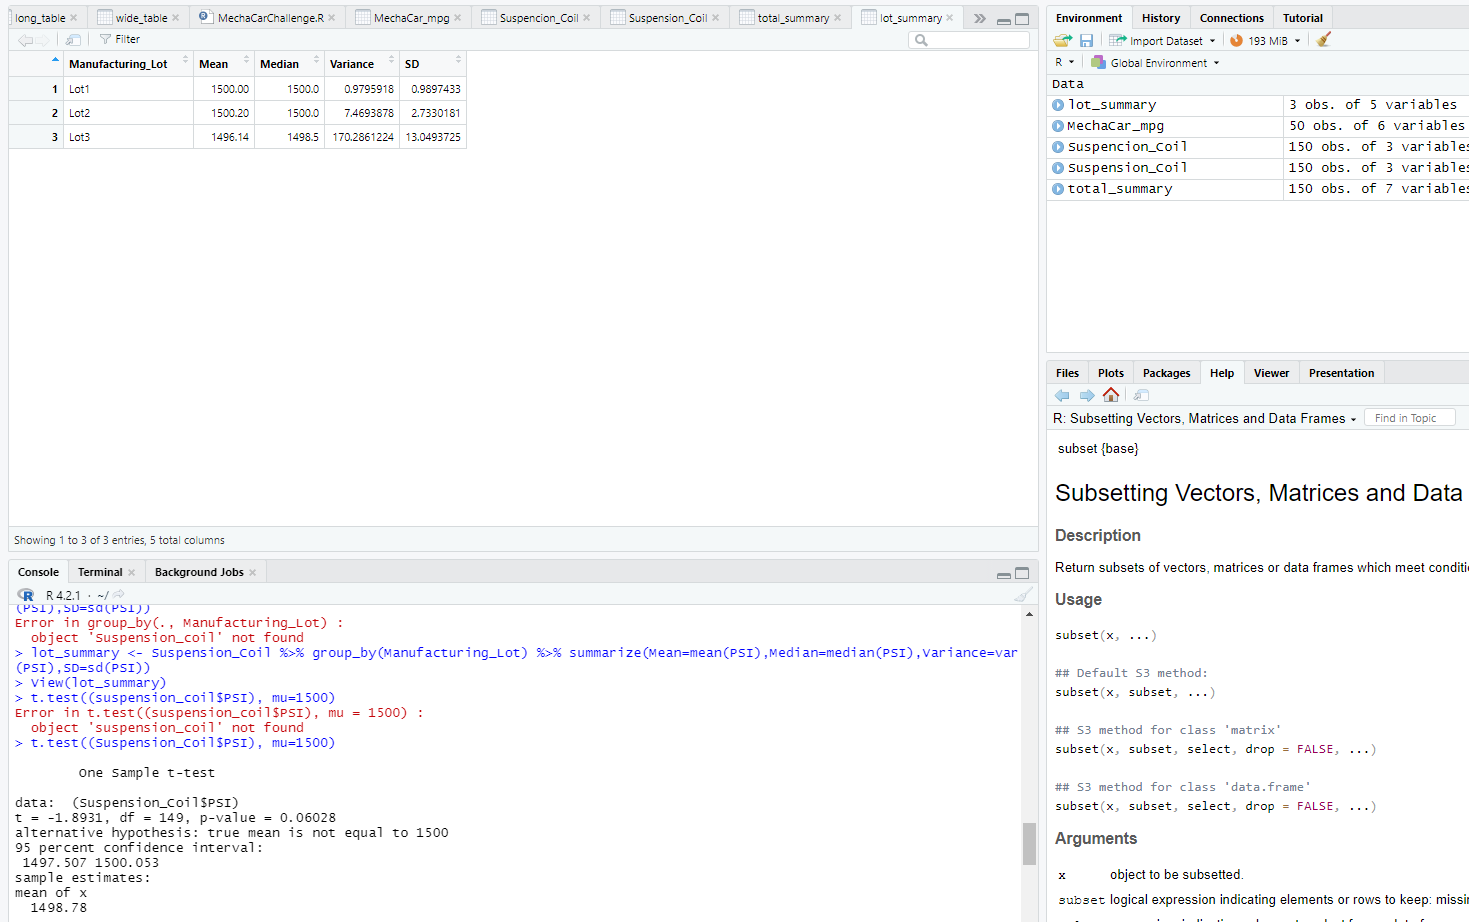 long_table
wide_table
MechaCarChallenge.R
MechaCar_mpg
Suspencion_Coil
Suspension_Coil
total_summary
lot_summary
Filter
Manufacturing_Lot Mean Median Variance SD
1 Lot1 1500.00 1500.0 0.9795918 0.9897433
2 Lot2 1500.20 1500.0 7.4693878 2.7330181
3 Lot3 1496.14 1498.5 170.2861224 13.0493725
Showing 1 to 3 of 3 entries, 5 total columns
Console Terminal Background Jobs
R R 4.2.1 · ~/
(PSI),SD=sd(PSI))
Error in group_by(., Manufacturing_Lot) :
object 'Suspension_coil' not found
> lot_summary <- Suspension_Coil %>% group_by(Manufacturing_Lot) %>% summarize(Mean=mean(PSI),Median=median(PSI),Variance=var
(PSI),SD=sd(PSI))
> View(lot_summary)
> t.test((suspension_coil$PSI), mu=1500)
Error in t.test((suspension_coil$PSI), mu = 1500) :
object 'suspension_coil' not found
> t.test((Suspension_Coil$PSI), mu=1500)
One Sample t-test
data:  (Suspension_Coil$PSI)
t = -1.8931, df = 149, p-value = 0.06028
alternative hypothesis: true mean is not equal to 1500
95 percent confidence interval:
1497.507 1500.053
sample estimates:
mean of x
1498.78
Environment History Connections Tutorial
Import Dataset 193 MiB
R Global Environment
Data
lot_summary 3 obs. of 5 variables
MechaCar_mpg 50 obs. of 6 variables
Suspencion_Coil 150 obs. of 3 variables
Suspension_Coil 150 obs. of 3 variables
total_summary 150 obs. of 7 variables
Files Plots Packages Help Viewer Presentation
R: Subsetting Vectors, Matrices and Data Frames Find in Topic
subset {base}
Subsetting Vectors, Matrices and Data
Description
Return subsets of vectors, matrices or data frames which meet conditi
Usage
subset(x, ...)
## Default S3 method:
subset(x, subset, ...)
## S3 method for class 'matrix'
subset(x, subset, select, drop = FALSE, ...)
## S3 method for class 'data.frame'
subset(x, subset, select, drop = FALSE, ...)
Arguments
x object to be subsetted.
subset logical expression indicating elements or rows to keep: missi